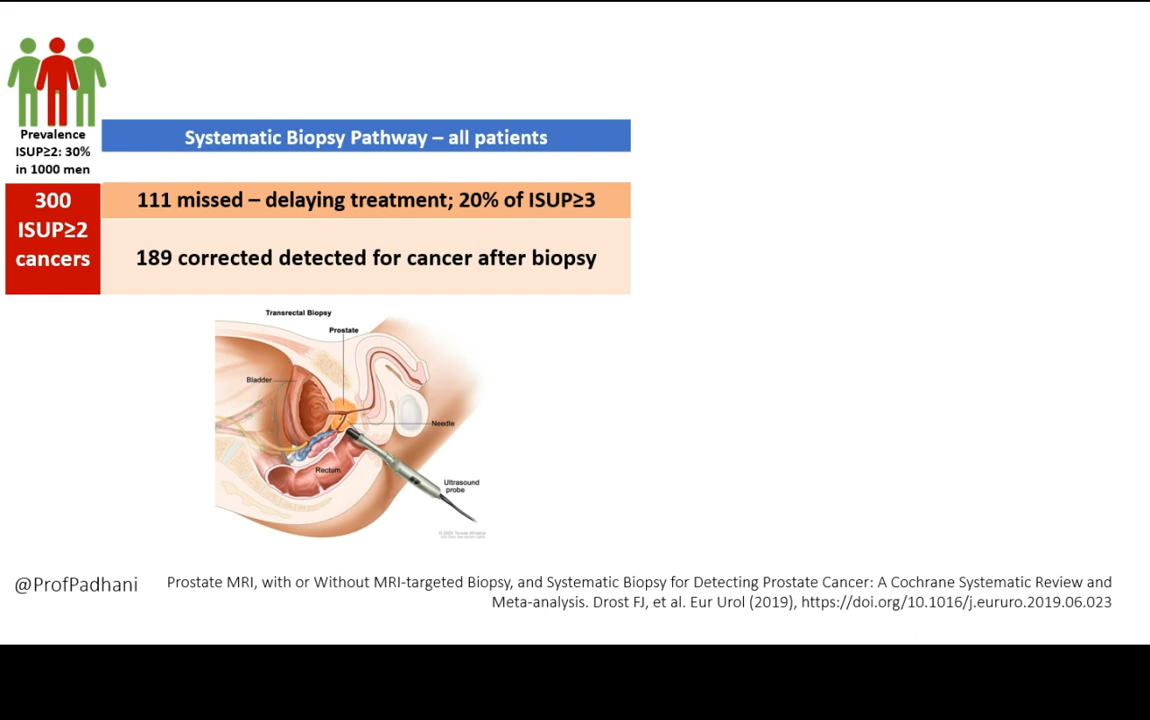 Prevalence
ISUP≥2: 30%
in 1000 men
Systematic Biopsy Pathway – all patients
300
ISUP≥2
cancers
111 missed – delaying treatment; 20% of ISUP≥3
189 corrected detected for cancer after biopsy
Transrectal Biopsy
Prostate
Bladder
Needle
Rectum
Ultrasound
probe
@ProfPadhani
Prostate MRI, with or Without MRI-targeted Biopsy, and Systematic Biopsy for Detecting Prostate Cancer: A Cochrane Systematic Review and
Meta-analysis. Drost FJ, et al. Eur Urol (2019), https://doi.org/10.1016/j.eururo.2019.06.023